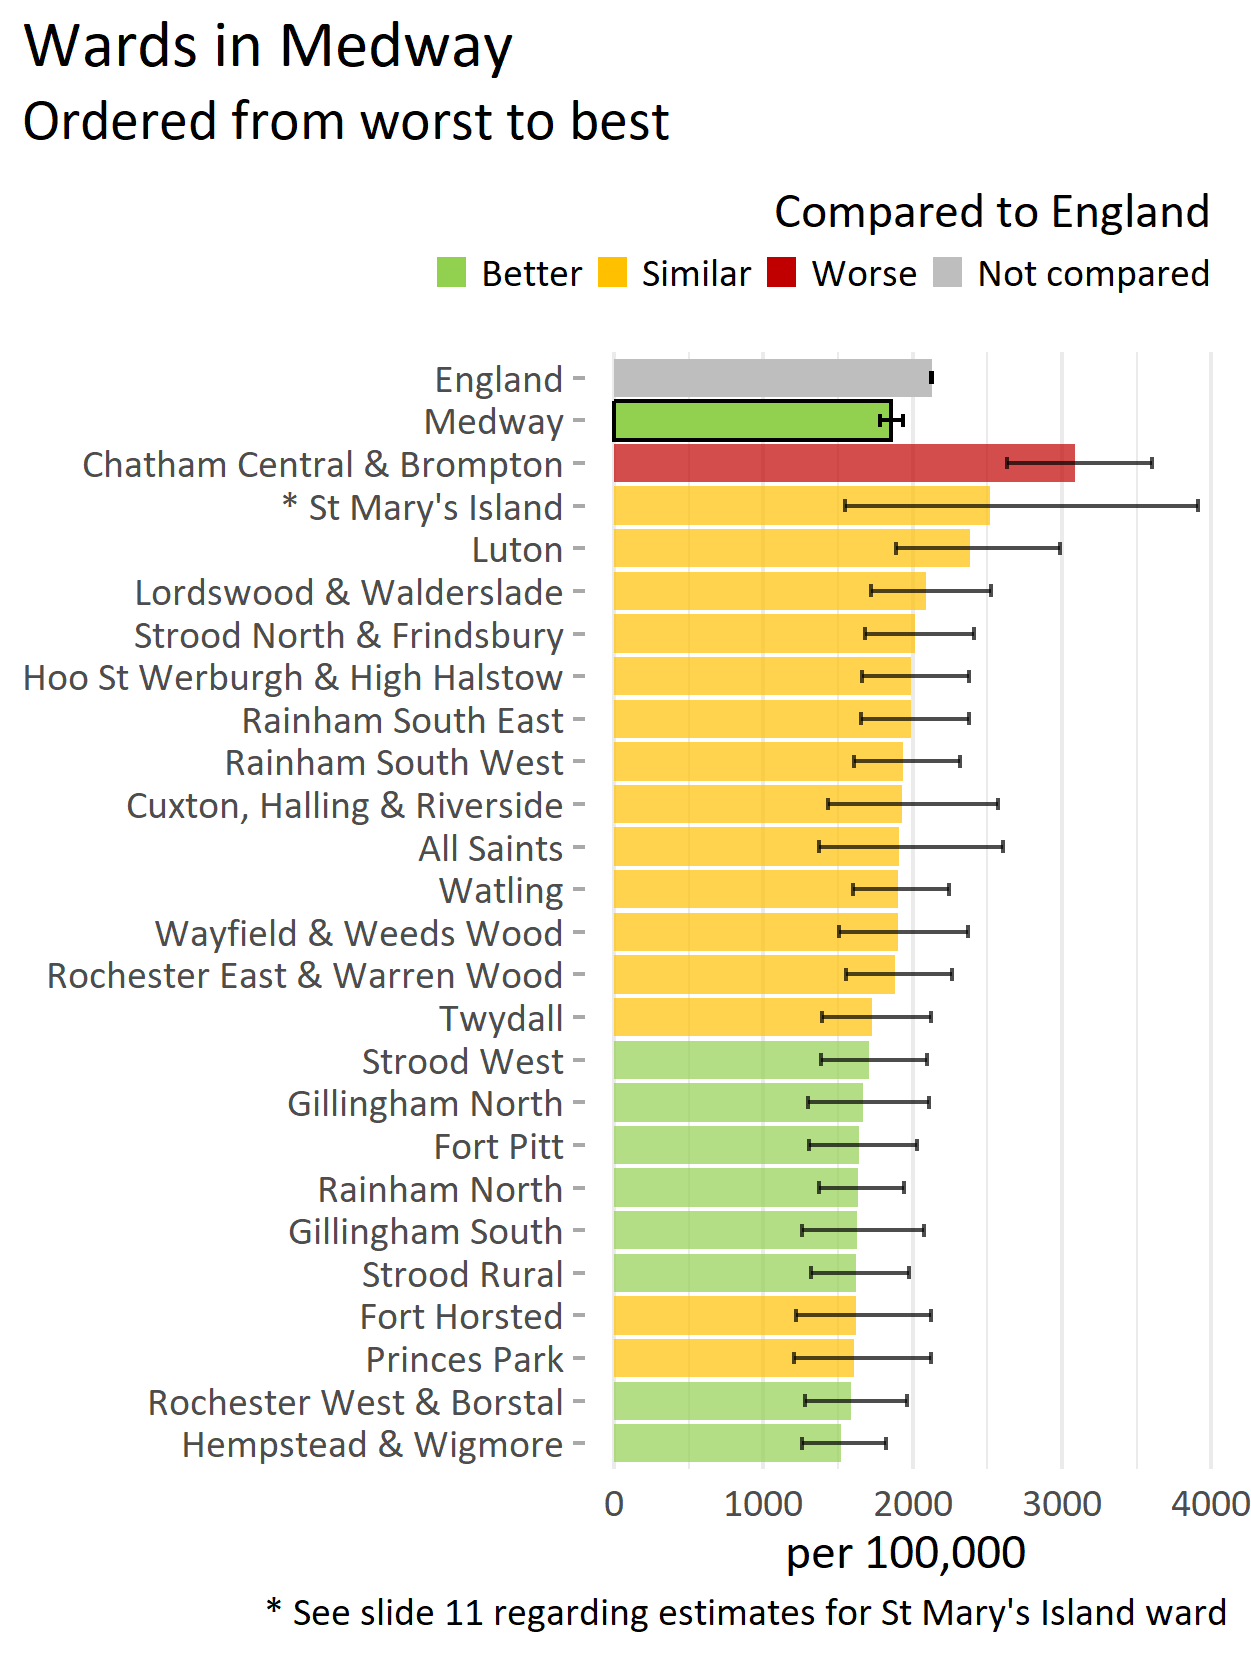 Wards in Medway
Ordered from worst to best
Compared to England
Better Similar Worse Not compared
England
Medway
Chatham Central & Brompton
* St Mary's Island
Luton
Lordswood & Walderslade
Strood North & Frindsbury
Hoo St Werburgh & High Halstow
Rainham South East
Rainham South West
Cuxton, Halling & Riverside
All Saints
Watling
Wayfield & Weeds Wood
Rochester East & Warren Wood
Twydall
Strood West
Gillingham North
Fort Pitt
Rainham North
Gillingham South
Strood Rural
Fort Horsted
Princes Park
Rochester West & Borstal
Hempstead & Wigmore
0 1000 2000 3000 4000
per 100,000
* See slide 11 regarding estimates for St Mary's Island ward